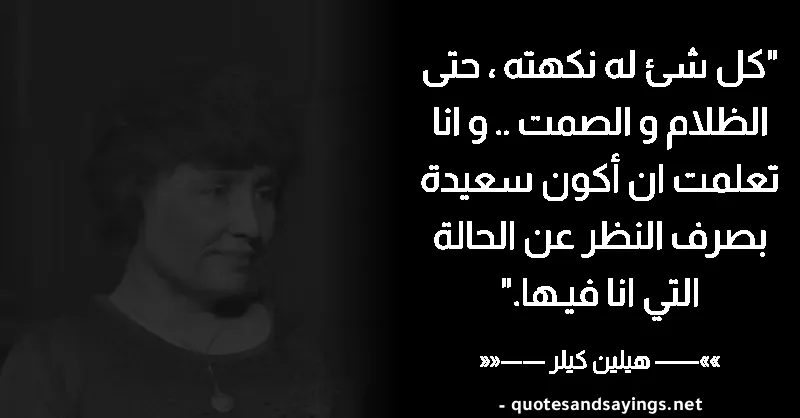 "كل شئ له نكهته ، حتى
الظلام و الصمت .. و انا
تعلمت ان أكون سعيدة
بصرف النظر عن الحالة
التي انا فيها."
»»—— هيلين كيلر ——««
- quotesandsayings.net